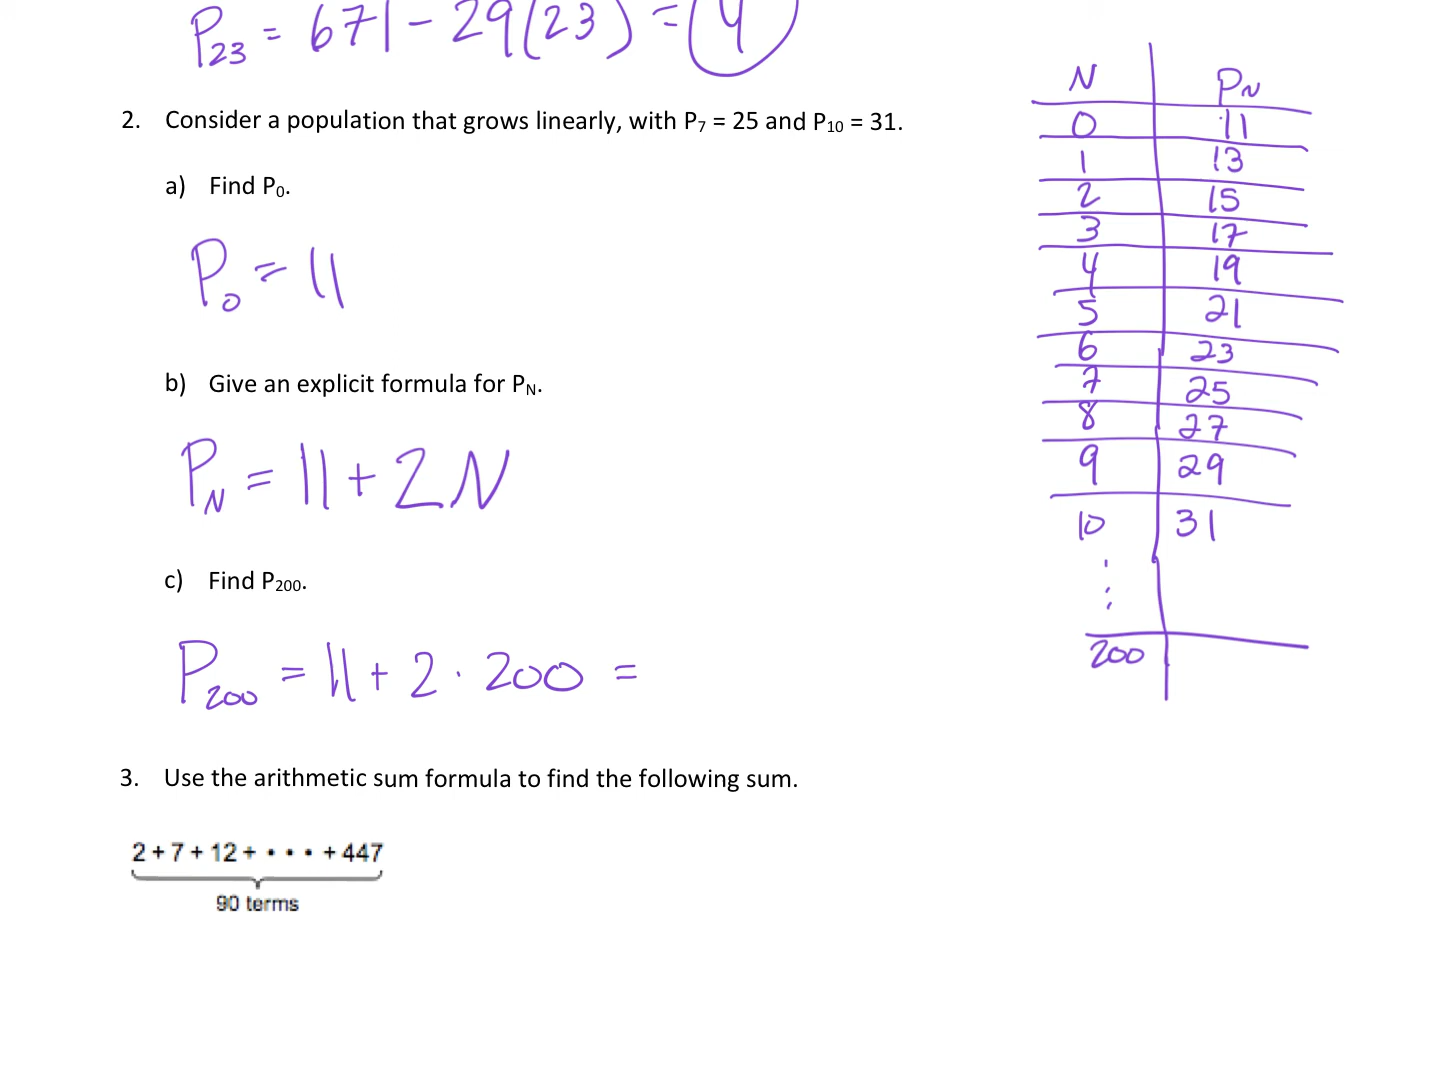 P₂₃ = 671 - 29(23) = 4
2. Consider a population that grows linearly, with P₇ = 25 and P₁₀ = 31.
a) Find P₀.
P₀ = 11
b) Give an explicit formula for P_N.
P_N = 11 + 2N
c) Find P₂₀₀.
P₂₀₀ = 11 + 2 · 200 =
3. Use the arithmetic sum formula to find the following sum.
2 + 7 + 12 + • • • + 447
90 terms
N P_N
0 11
1 13
2 15
3 17
4 19
5 21
6 23
7 25
8 27
9 29
10 31
⋮
200